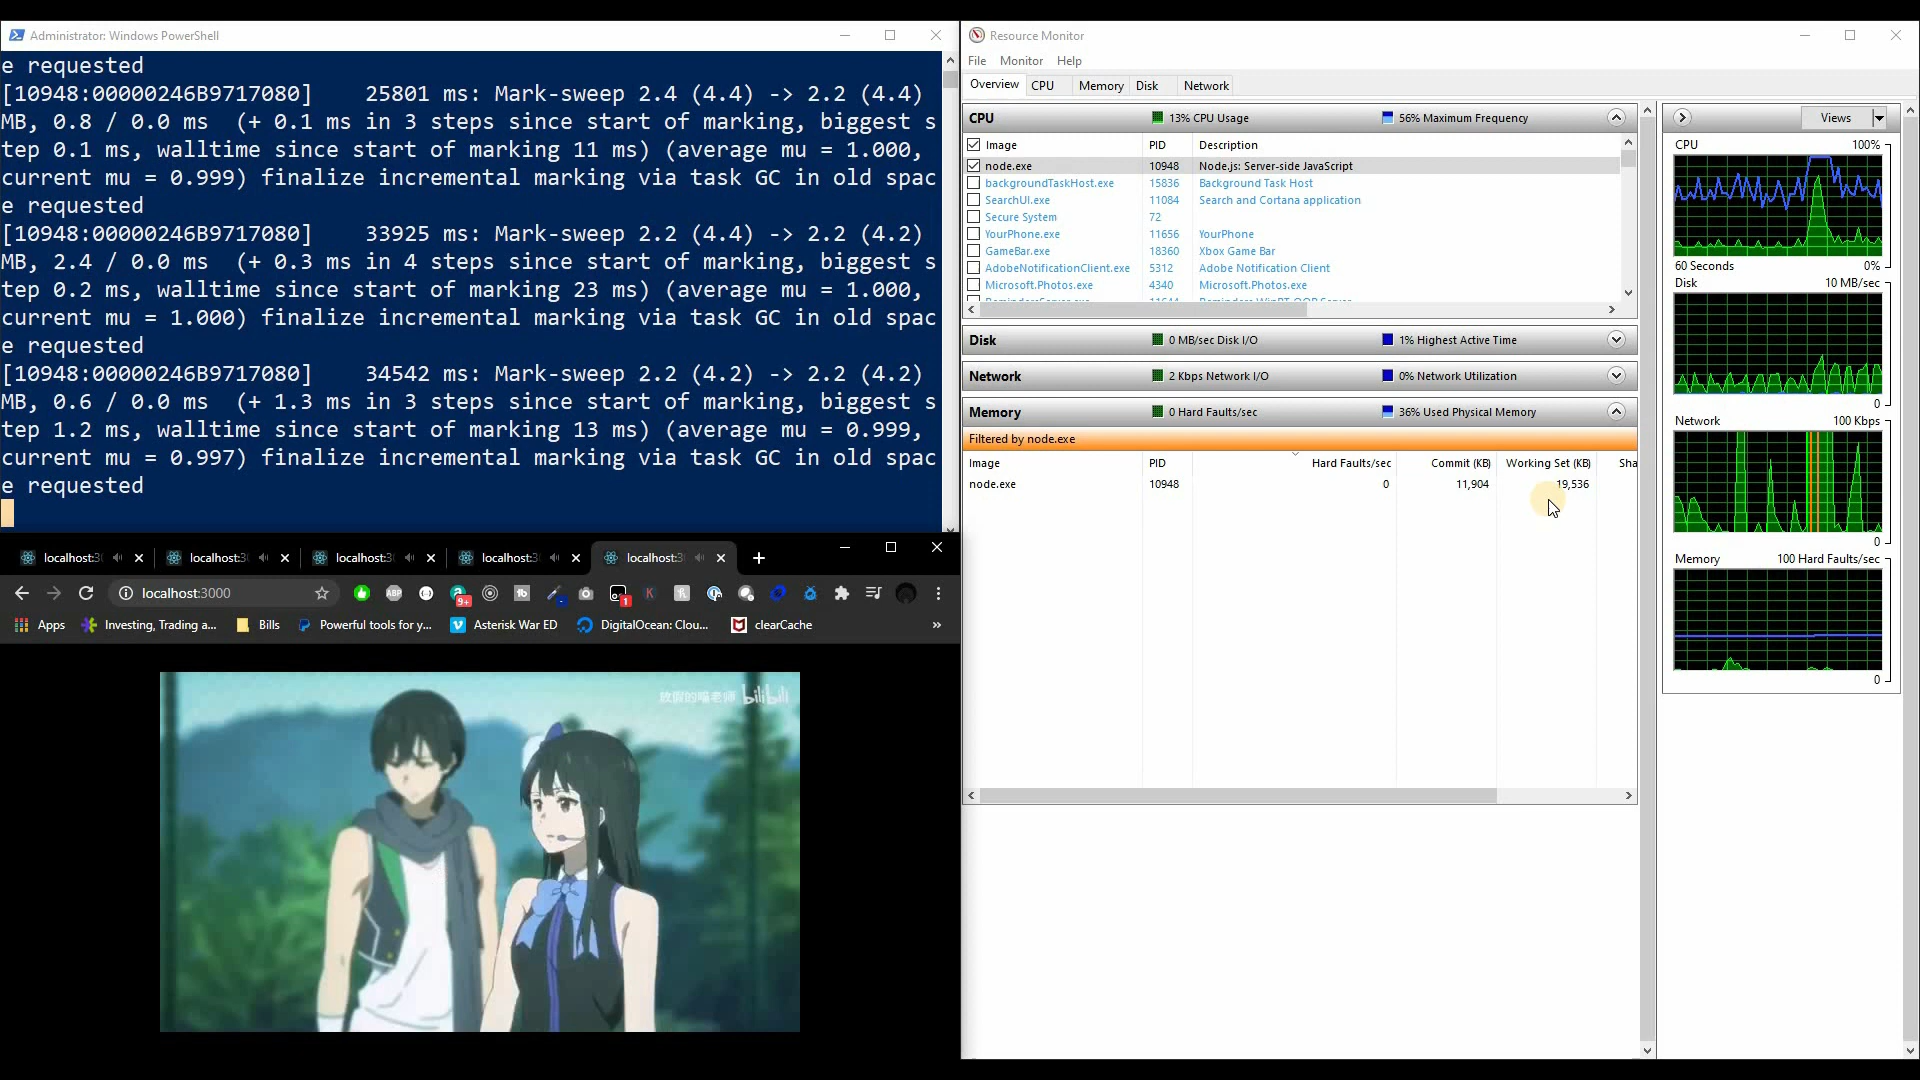 Administrator: Windows PowerShell
e requested
[10948:00000246B9717080]    25801 ms: Mark-sweep 2.4 (4.4) -> 2.2 (4.4)
MB, 0.8 / 0.0 ms  (+ 0.1 ms in 3 steps since start of marking, biggest s
tep 0.1 ms, walltime since start of marking 11 ms) (average mu = 1.000,
current mu = 0.999) finalize incremental marking via task GC in old spac
e requested
[10948:00000246B9717080]    33925 ms: Mark-sweep 2.2 (4.4) -> 2.2 (4.2)
MB, 2.4 / 0.0 ms  (+ 0.3 ms in 4 steps since start of marking, biggest s
tep 0.2 ms, walltime since start of marking 23 ms) (average mu = 1.000,
current mu = 1.000) finalize incremental marking via task GC in old spac
e requested
[10948:00000246B9717080]    34542 ms: Mark-sweep 2.2 (4.2) -> 2.2 (4.2)
MB, 0.6 / 0.0 ms  (+ 1.3 ms in 3 steps since start of marking, biggest s
tep 1.2 ms, walltime since start of marking 13 ms) (average mu = 0.999,
current mu = 0.997) finalize incremental marking via task GC in old spac
e requested
localhost:3 localhost:3 localhost:3 localhost:3 localhost:3
localhost:3000
ABP 9+ 1
Apps Investing, Trading a... Bills Powerful tools for y... Asterisk War ED DigitalOcean: Clou... clearCache »
放假的喵老师 bilibili
Resource Monitor
File Monitor Help
Overview CPU Memory Disk Network
CPU 13% CPU Usage 56% Maximum Frequency
Image PID Description
node.exe 10948 Node.js: Server-side JavaScript
backgroundTaskHost.exe 15836 Background Task Host
SearchUI.exe 11084 Search and Cortana application
Secure System 72
YourPhone.exe 11656 YourPhone
GameBar.exe 18360 Xbox Game Bar
AdobeNotificationClient.exe 5312 Adobe Notification Client
Microsoft.Photos.exe 4340 Microsoft.Photos.exe
Disk 0 MB/sec Disk I/O 1% Highest Active Time
Network 2 Kbps Network I/O 0% Network Utilization
Memory 0 Hard Faults/sec 36% Used Physical Memory
Filtered by node.exe
Image PID Hard Faults/sec Commit (KB) Working Set (KB) Sha
node.exe 10948 0 11,904 19,536
Views
CPU 100%
60 Seconds 0%
Disk 10 MB/sec
0
Network 100 Kbps
0
Memory 100 Hard Faults/sec
0